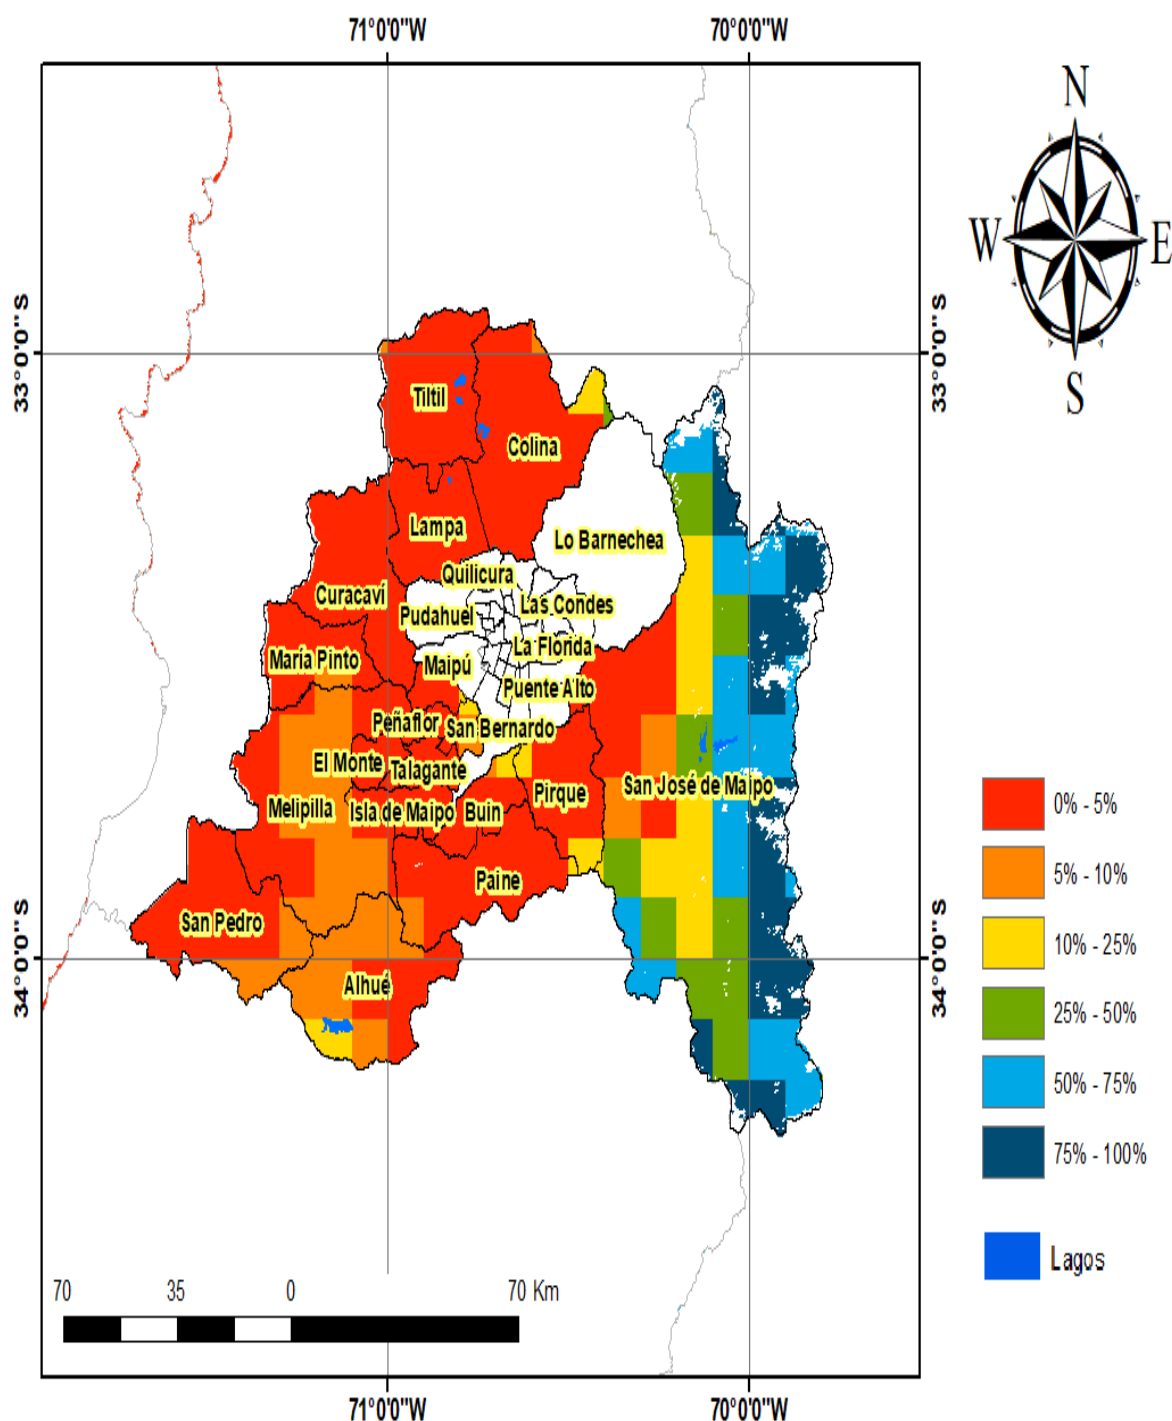 71°0'0"W 70°0'0"W
N
W E
S
33°0'0"S 33°0'0"S
Tiltil
Colina
Lampa
Lo Barnechea
Quilicura
Curacaví
Las Condes
Pudahuel
La Florida
María Pinto
Maipú
Puente Alto
Peñaflor
San Bernardo
El Monte
Talagante
San José de Maipo
Pirque
Melipilla
Isla de Maipo
Buin
Paine
San Pedro
Alhué
34°0'0"S 34°0'0"S
0% - 5%
5% - 10%
10% - 25%
25% - 50%
50% - 75%
75% - 100%
Lagos
70 35 0 70 Km
71°0'0"W 70°0'0"W